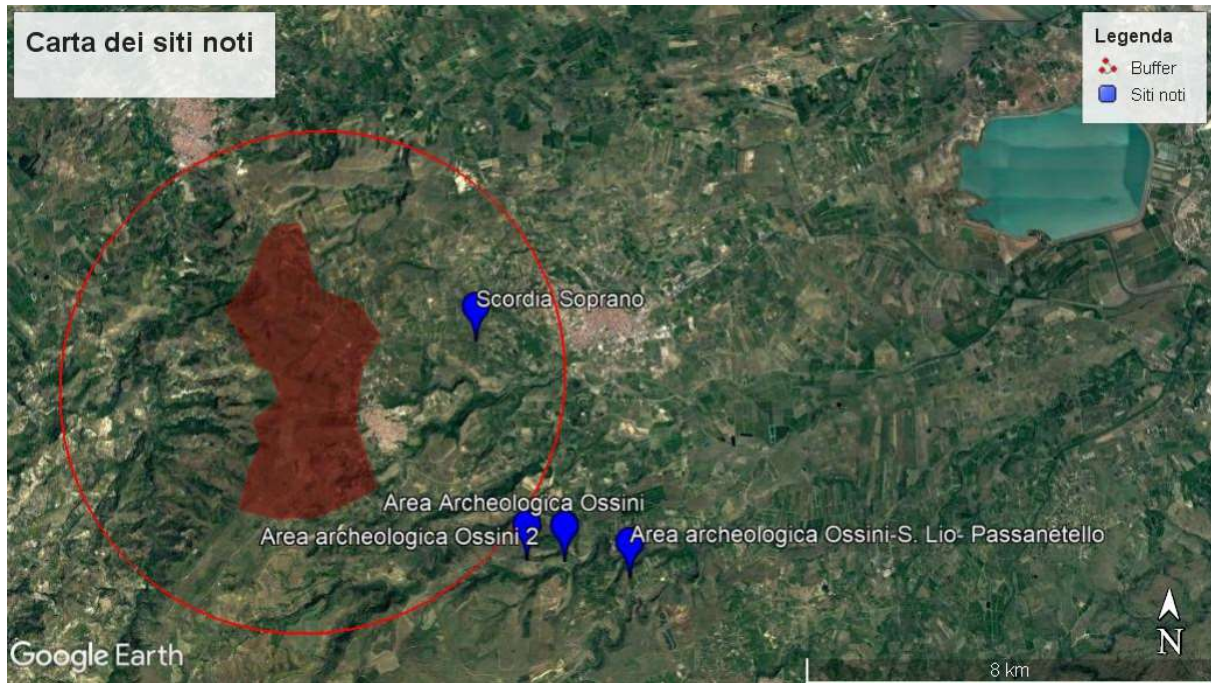 Carta dei siti noti
Legenda
Buffer
Siti noti
Scordia Soprano
Area Archeologica Ossini
Area archeologica Ossini 2
Area archeologica Ossini-S. Lio- Passanetello
Google Earth
N
8 km